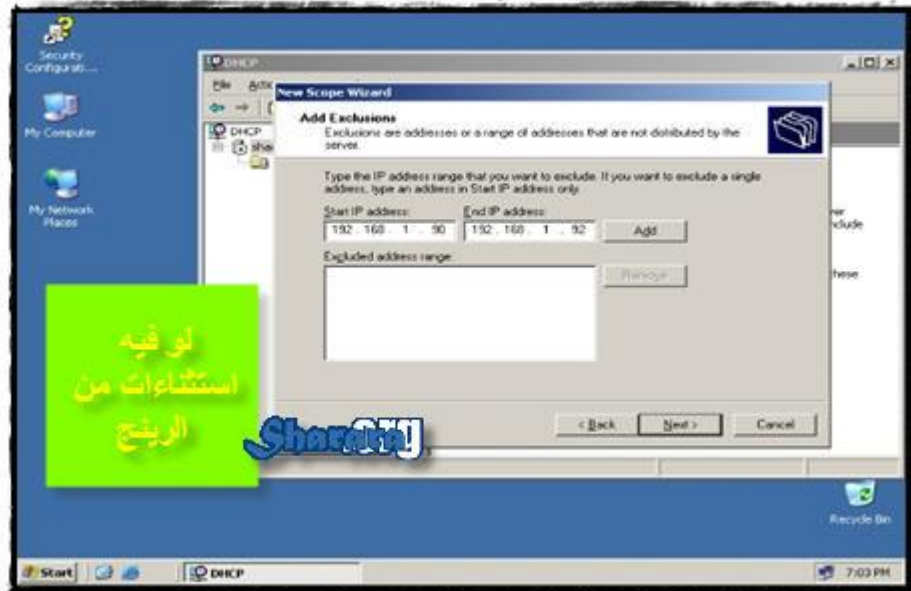 Security
Configurati...
My Computer
My Network
Places
DHCP
File Actio
New Scope Wizard
Add Exclusions
Exclusions are addresses or a range of addresses that are not distributed by the
server.
DHCP
shar
Type the IP address range that you want to exclude. If you want to exclude a single
address, type an address in Start IP address only.
Start IP address: End IP address:
192 . 168 . 1 . 90 192 . 168 . 1 . 92 Add
Excluded address range:
Remove
لو فيه
استثناءات من
الرينج
< Back Next > Cancel
Recycle Bin
Start DHCP 7:03 PM